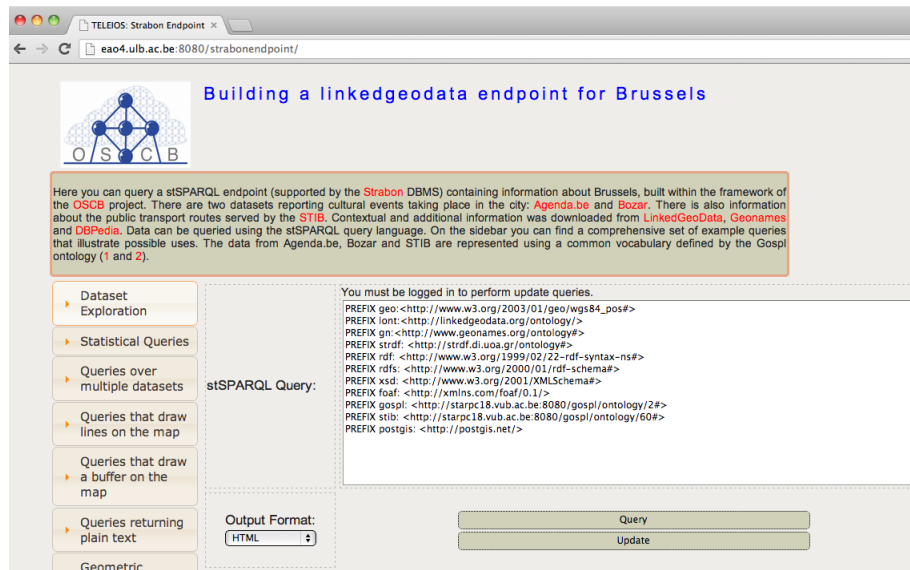 TELEIOS: Strabon Endpoint ×
eao4.ulb.ac.be:8080/strabonendpoint/
OSCB
Building a linkedgeodata endpoint for Brussels
Here you can query a stSPARQL endpoint (supported by the Strabon DBMS) containing information about Brussels, built within the framework of
the OSCB project. There are two datasets reporting cultural events taking place in the city: Agenda.be and Bozar. There is also information
about the public transport routes served by the STIB. Contextual and additional information was downloaded from LinkedGeoData, Geonames
and DBPedia. Data can be queried using the stSPARQL query language. On the sidebar you can find a comprehensive set of example queries
that illustrate possible uses. The data from Agenda.be, Bozar and STIB are represented using a common vocabulary defined by the Gospl
ontology (1 and 2).
Dataset
Exploration
Statistical Queries
Queries over
multiple datasets
Queries that draw
lines on the map
Queries that draw
a buffer on the
map
Queries returning
plain text
Geometric
stSPARQL Query:
You must be logged in to perform update queries.
PREFIX geo:<http://www.w3.org/2003/01/geo/wgs84_pos#>
PREFIX lont:<http://linkedgeodata.org/ontology/>
PREFIX gn:<http://www.geonames.org/ontology#>
PREFIX strdf: <http://strdf.di.uoa.gr/ontology#>
PREFIX rdf: <http://www.w3.org/1999/02/22-rdf-syntax-ns#>
PREFIX rdfs: <http://www.w3.org/2000/01/rdf-schema#>
PREFIX xsd: <http://www.w3.org/2001/XMLSchema#>
PREFIX foaf: <http://xmlns.com/foaf/0.1/>
PREFIX gospl: <http://starpc18.vub.ac.be:8080/gospl/ontology/2#>
PREFIX stib: <http://starpc18.vub.ac.be:8080/gospl/ontology/60#>
PREFIX postgis: <http://postgis.net/>
Output Format:
HTML
Query
Update